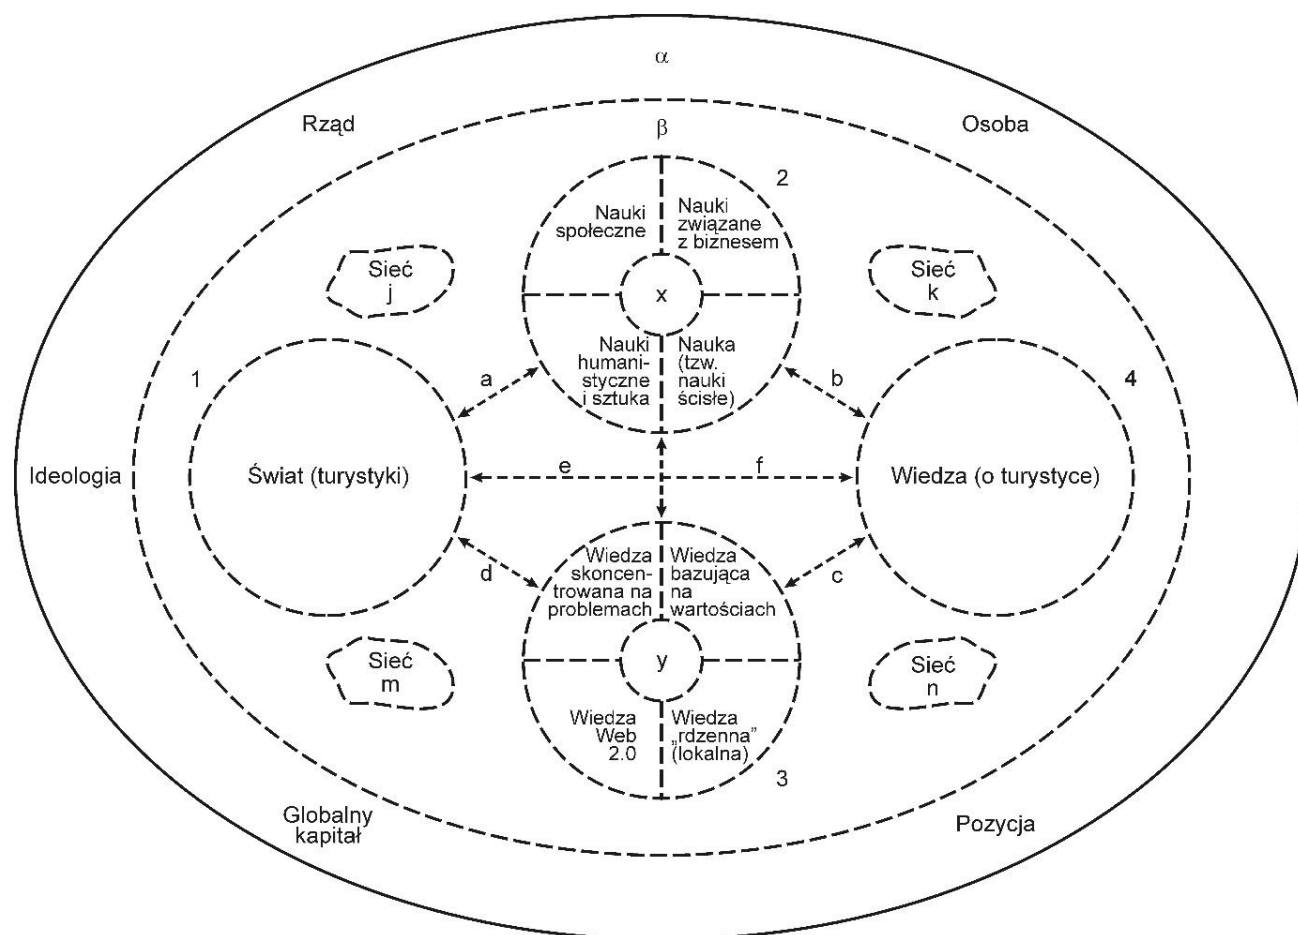 α
Rząd
Osoba
β
2
Nauki
społeczne
Nauki
związane
z biznesem
Sieć
j
x
Sieć
k
Nauki
humani-
styczne
i sztuka
Nauka
(tzw.
nauki
ścisłe)
1
a
b
4
Ideologia
Świat (turystyki)
e
f
Wiedza (o turystyce)
d
Wiedza
skoncen-
trowana na
problemach
Wiedza
bazująca
na
wartościach
c
Sieć
m
y
Sieć
n
Wiedza
Web
2.0
Wiedza
„rdzenna”
(lokalna)
3
Globalny
kapitał
Pozycja